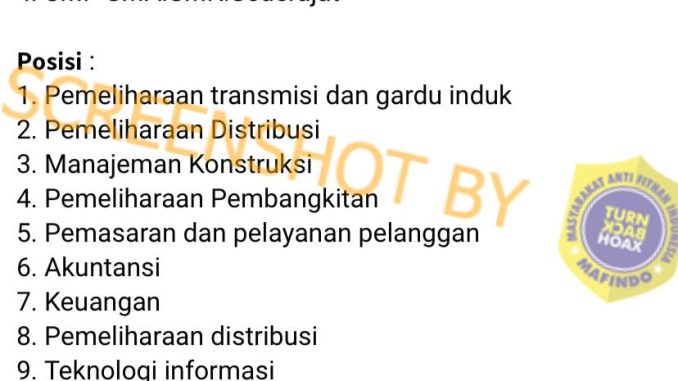 Posisi :
1. Pemeliharaan transmisi dan gardu induk
2. Pemeliharaan Distribusi
3. Manajeman Konstruksi
4. Pemeliharaan Pembangkitan
5. Pemasaran dan pelayanan pelanggan
6. Akuntansi
7. Keuangan
8. Pemeliharaan distribusi
9. Teknologi informasi
SCREENSHOT BY
MASYARAKAT ANTI FITNAH INDONESIA
TURN
BACK
HOAX
MAFINDO